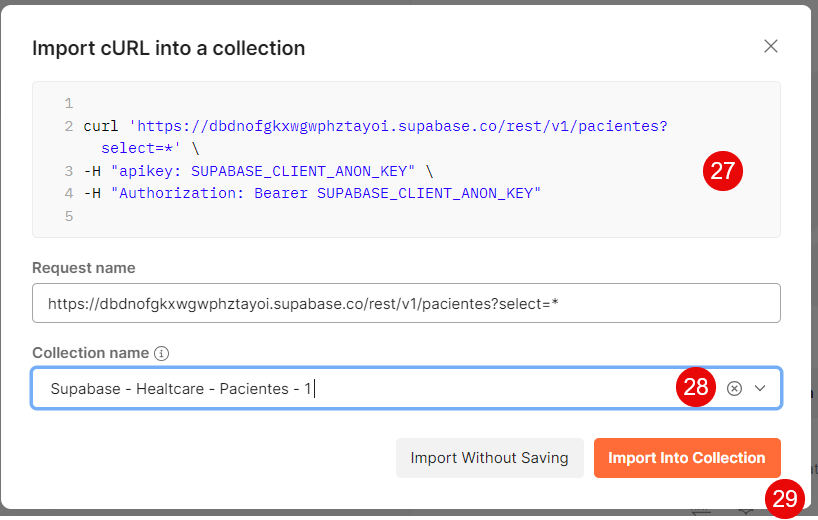 Import cURL into a collection
1
2 curl 'https://dbdnofgkxwgwphztayoi.supabase.co/rest/v1/pacientes?
select=*' \
3 -H "apikey: SUPABASE_CLIENT_ANON_KEY" \
4 -H "Authorization: Bearer SUPABASE_CLIENT_ANON_KEY"
5
27
Request name
https://dbdnofgkxwgwphztayoi.supabase.co/rest/v1/pacientes?select=*
Collection name
Supabase - Healtcare - Pacientes - 1
28
Import Without Saving
Import Into Collection
29